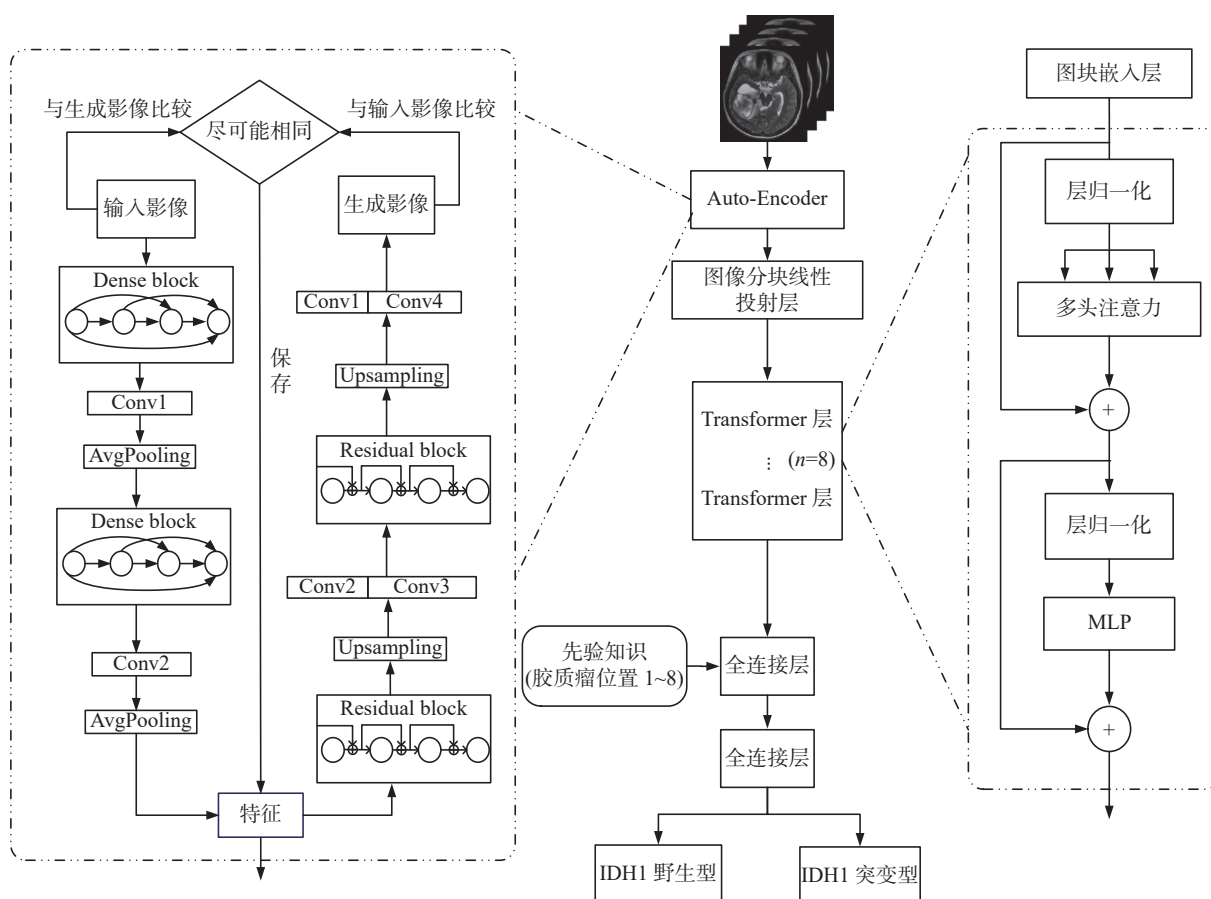 与生成影像比较
与输入影像比较
尽可能相同
输入影像
生成影像
Dense block
Conv1
AvgPooling
Dense block
Conv2
AvgPooling
特征
保
存
Conv1
Conv4
Upsampling
Residual block
Conv2
Conv3
Upsampling
Residual block
Auto-Encoder
图像分块线性
投射层
Transformer 层
⋮ (n=8)
Transformer 层
先验知识
(胶质瘤位置 1~8)
全连接层
全连接层
IDH1 野生型
IDH1 突变型
图块嵌入层
层归一化
多头注意力
+
层归一化
MLP
+